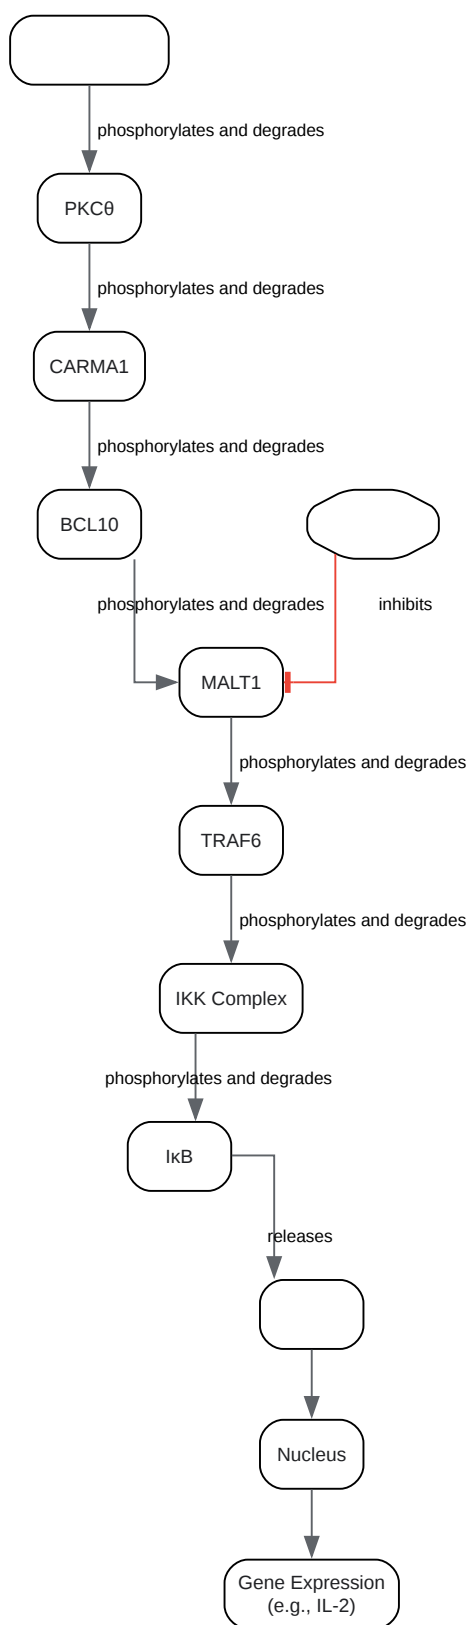 phosphorylates and degrades
PKCθ
phosphorylates and degrades
CARMA1
phosphorylates and degrades
BCL10
phosphorylates and degrades
inhibits
MALT1
phosphorylates and degrades
TRAF6
phosphorylates and degrades
IKK Complex
phosphorylates and degrades
IκB
releases
Nucleus
Gene Expression
(e.g., IL-2)